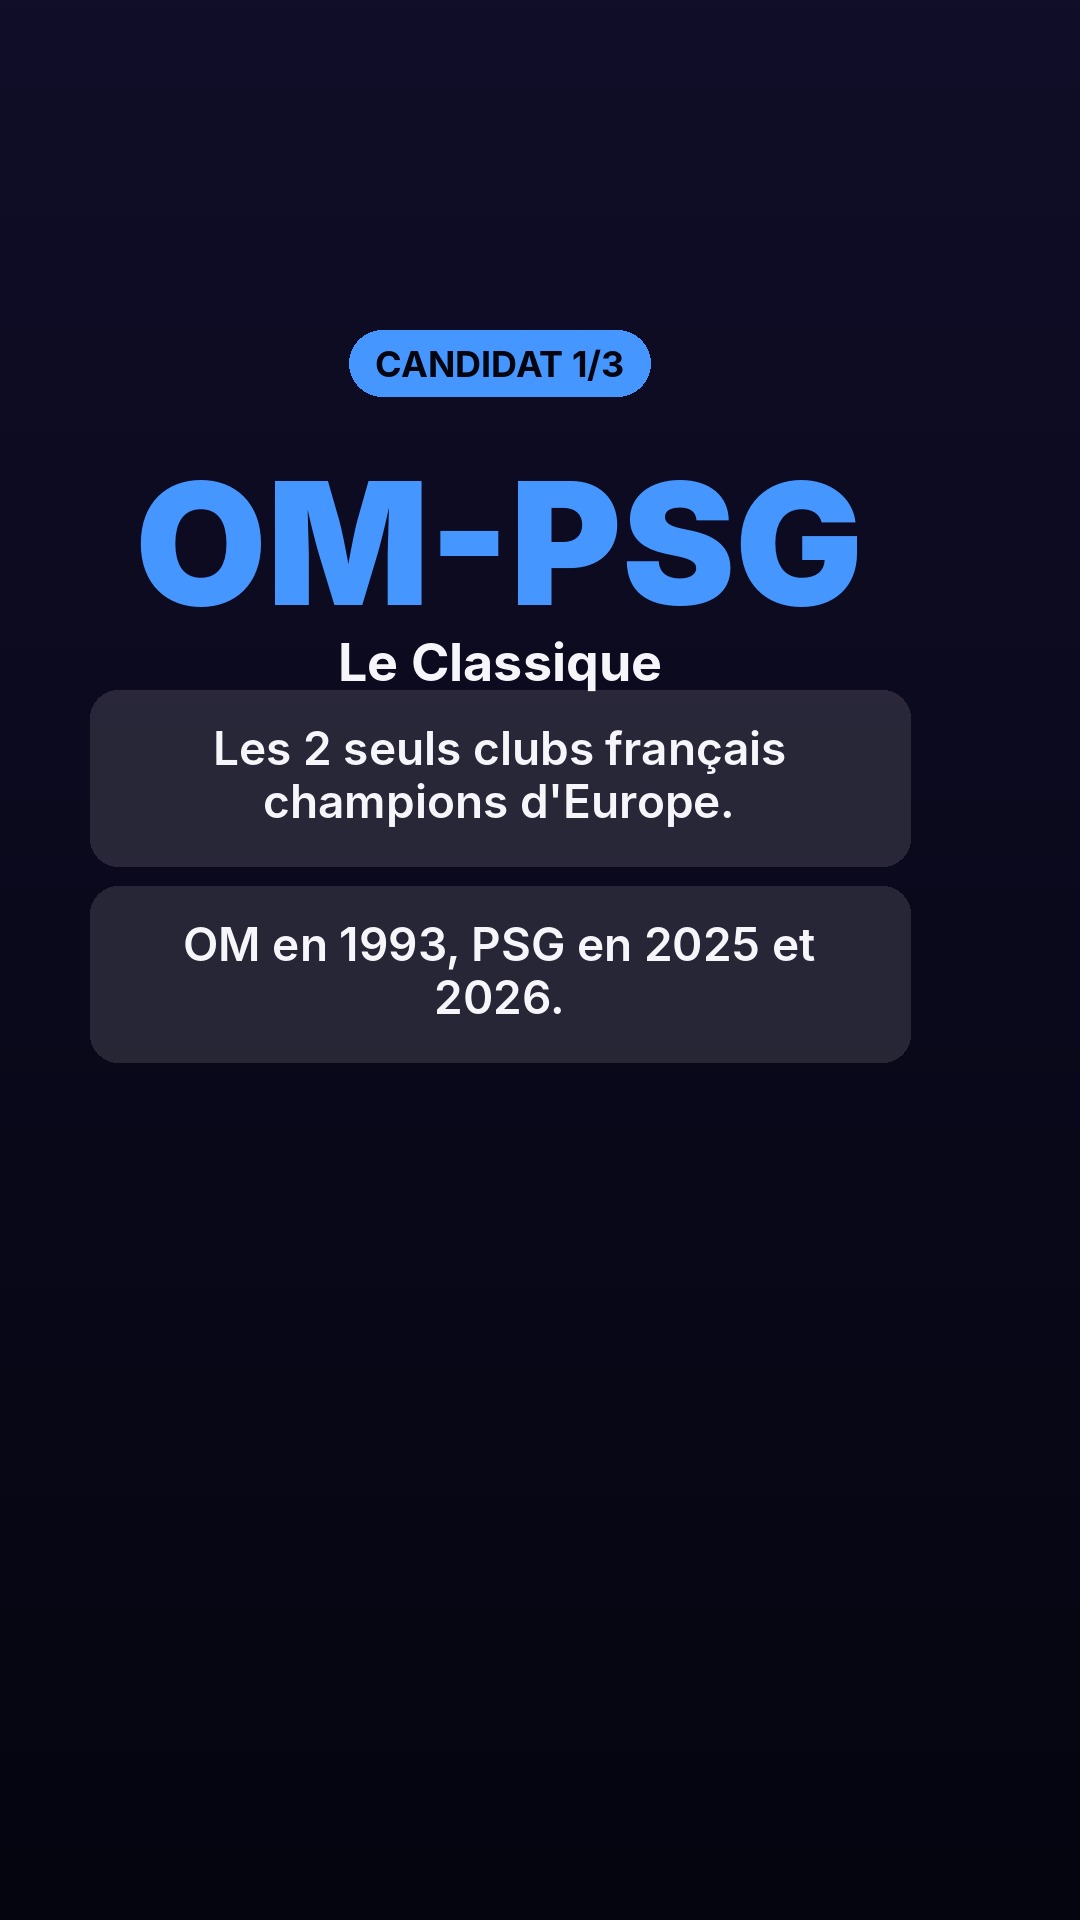 CANDIDAT 1/3
OM-PSG
Le Classique
Les 2 seuls clubs français
champions d'Europe.
OM en 1993, PSG en 2025 et
2026.